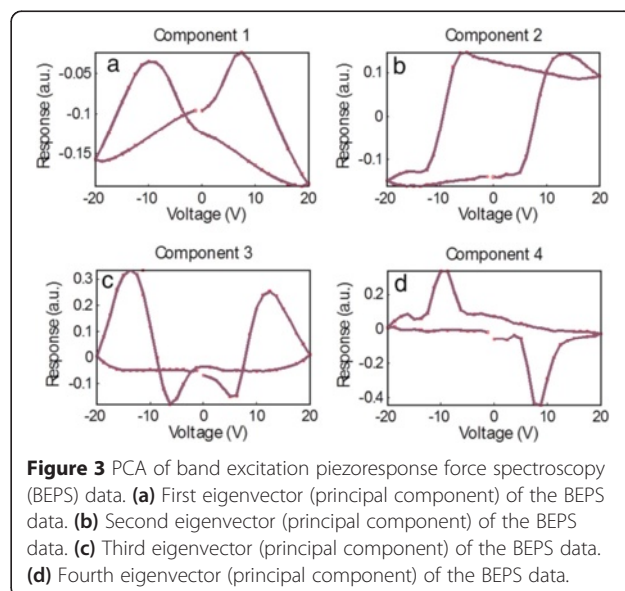 Component 1
a
Response (a.u.)
-0.05
-0.1
-0.15
-20 -10 0 10 20
Voltage (V)
Component 2
b
Response (a.u.)
0.1
0
-0.1
-20 -10 0 10 20
Voltage (V)
Component 3
c
Response (a.u.)
0.3
0.2
0.1
0
-0.1
-20 -10 0 10 20
Voltage (V)
Component 4
d
Response (a.u.)
0.2
0
-0.2
-0.4
-20 -10 0 10 20
Voltage (V)
Figure 3 PCA of band excitation piezoresponse force spectroscopy
(BEPS) data. (a) First eigenvector (principal component) of the BEPS
data. (b) Second eigenvector (principal component) of the BEPS
data. (c) Third eigenvector (principal component) of the BEPS data.
(d) Fourth eigenvector (principal component) of the BEPS data.